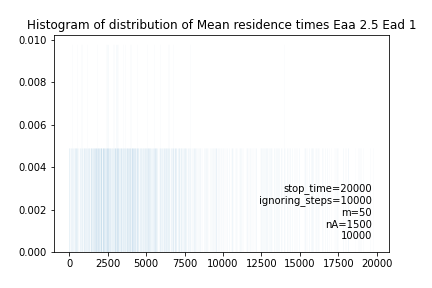 Histogram of distribution of Mean residence times Eaa 2.5 Ead 1
0.010
0.008
0.006
0.004
0.002
0.000
stop_time=20000
ignoring_steps=10000
m=50
nA=1500
10000
0 2500 5000 7500 10000 12500 15000 17500 20000